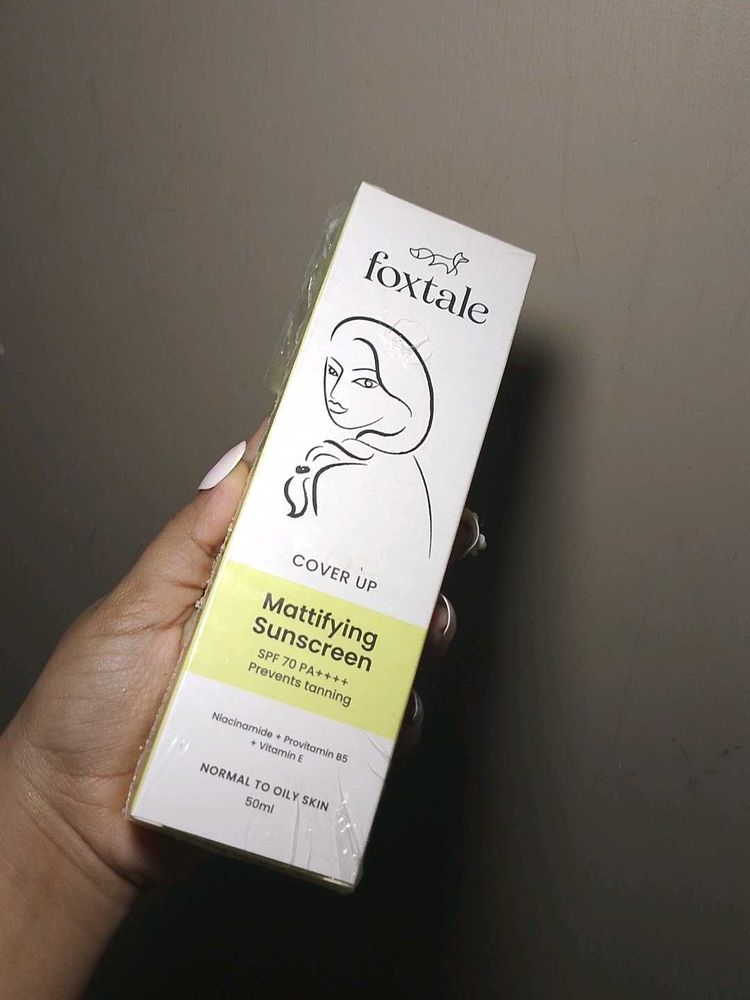 foxtale
COVER UP
Mattifying
Sunscreen
SPF 70 PA++++
Prevents tanning
Niacinamide + Provitamin B5
+ Vitamin E
NORMAL TO OILY SKIN
50ml